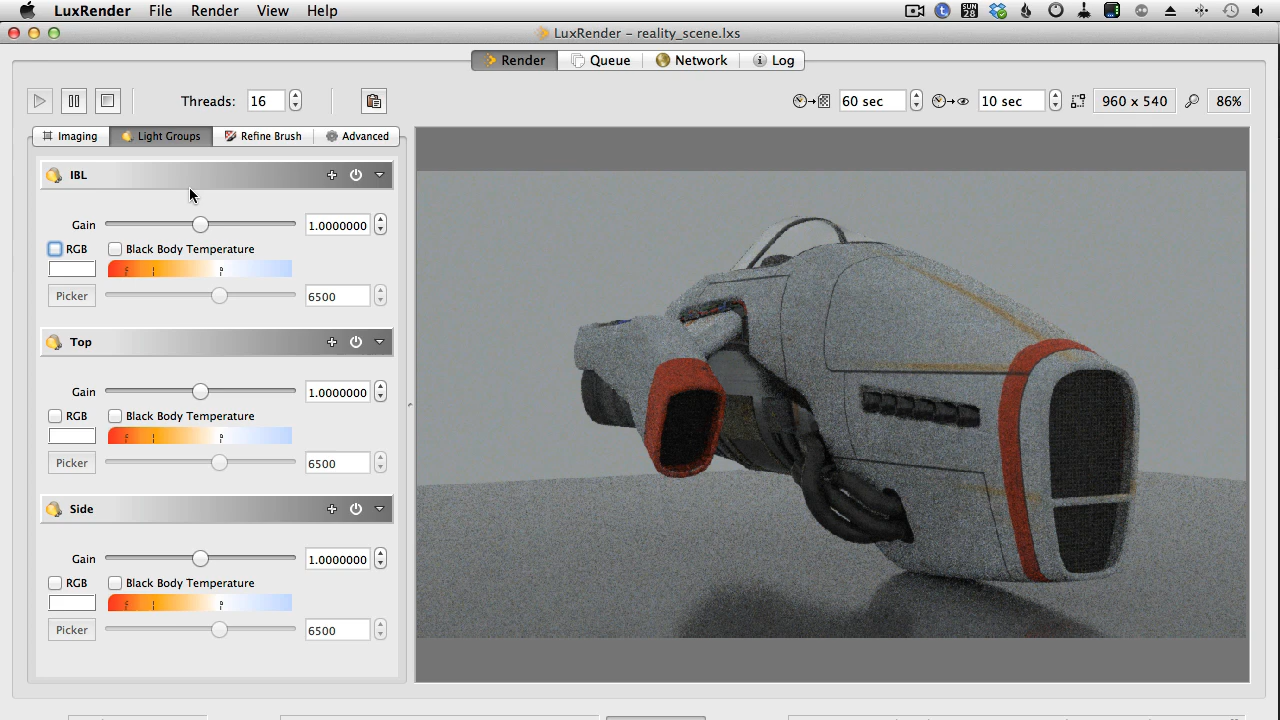 LuxRender File Render View Help SUN 28
LuxRender – reality_scene.lxs
Render Queue Network Log
Threads: 16 60 sec 10 sec 960 x 540 86%
Imaging Light Groups Refine Brush Advanced
IBL
Gain 1.0000000
RGB Black Body Temperature
Picker 6500
Top
Gain 1.0000000
RGB Black Body Temperature
Picker 6500
Side
Gain 1.0000000
RGB Black Body Temperature
Picker 6500